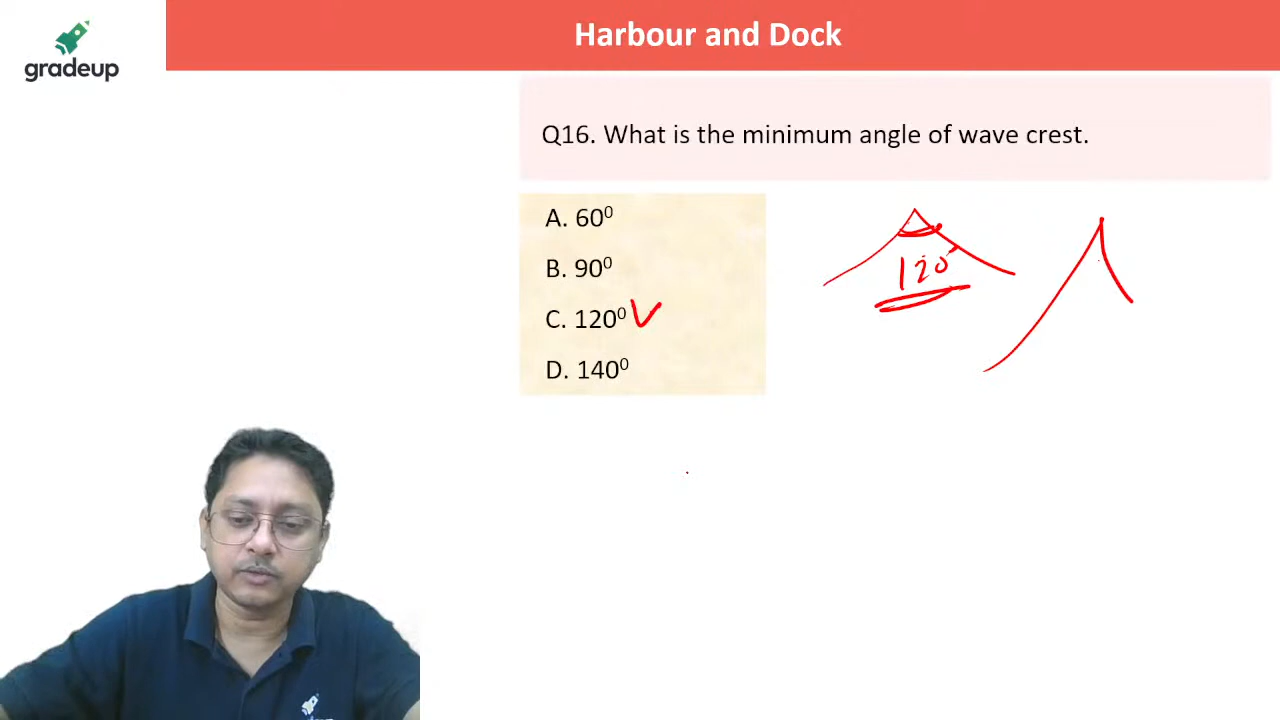 Harbour and Dock
gradeup
Q16. What is the minimum angle of wave crest.
A. 60⁰
B. 90⁰
C. 120⁰
D. 140⁰
120°